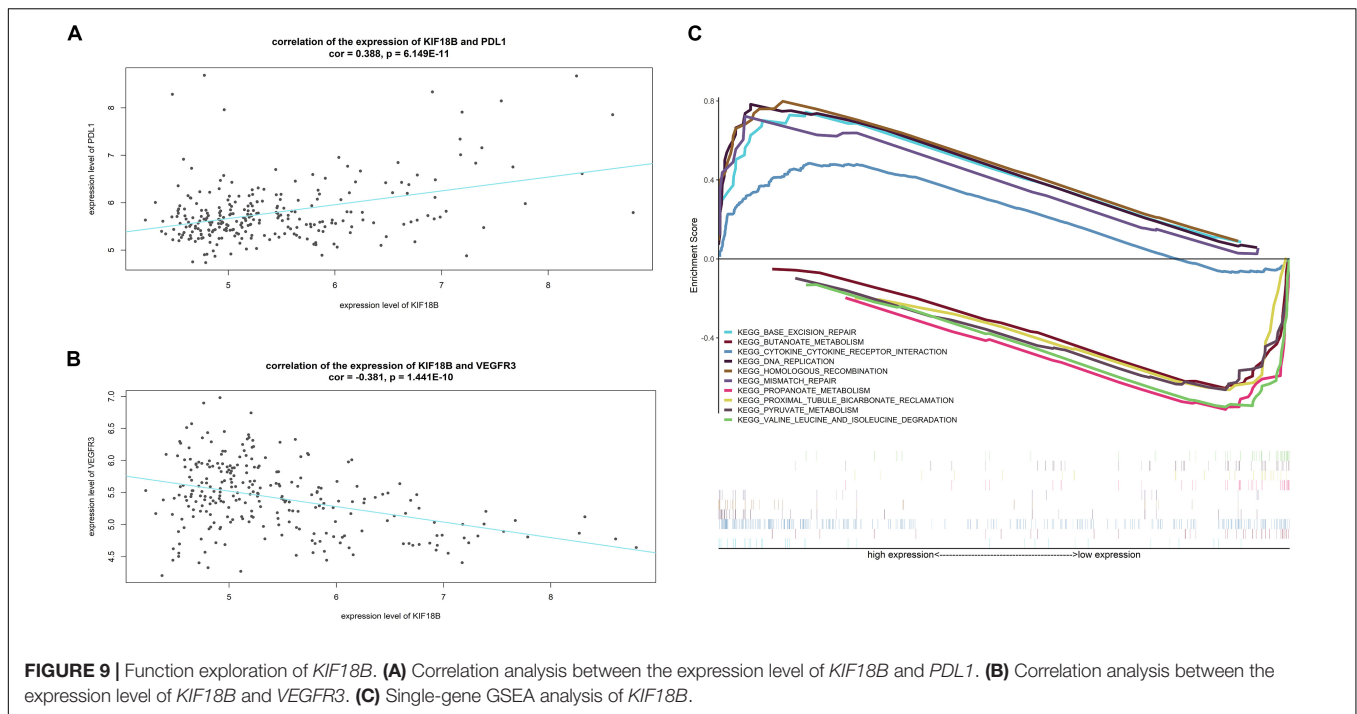 A
correlation of the expression of KIF18B and PDL1
cor = 0.388, p = 6.149E-11
expression level of PDL1
8
7
6
5
5 6 7 8
expression level of KIF18B
B
correlation of the expression of KIF18B and VEGFR3
cor = -0.381, p = 1.441E-10
expression level of VEGFR3
7.0
6.5
6.0
5.5
5.0
4.5
5 6 7 8
expression level of KIF18B
C
Enrichment Score
0.8
0.4
0.0
-0.4
KEGG_BASE_EXCISION_REPAIR
KEGG_BUTANOATE_METABOLISM
KEGG_CYTOKINE_CYTOKINE_RECEPTOR_INTERACTION
KEGG_DNA_REPLICATION
KEGG_HOMOLOGOUS_RECOMBINATION
KEGG_MISMATCH_REPAIR
KEGG_PROPANOATE_METABOLISM
KEGG_PROXIMAL_TUBULE_BICARBONATE_RECLAMATION
KEGG_PYRUVATE_METABOLISM
KEGG_VALINE_LEUCINE_AND_ISOLEUCINE_DEGRADATION
high expression<---------------------------------------------->low expression
FIGURE 9 | Function exploration of KIF18B. (A) Correlation analysis between the expression level of KIF18B and PDL1. (B) Correlation analysis between the
expression level of KIF18B and VEGFR3. (C) Single-gene GSEA analysis of KIF18B.